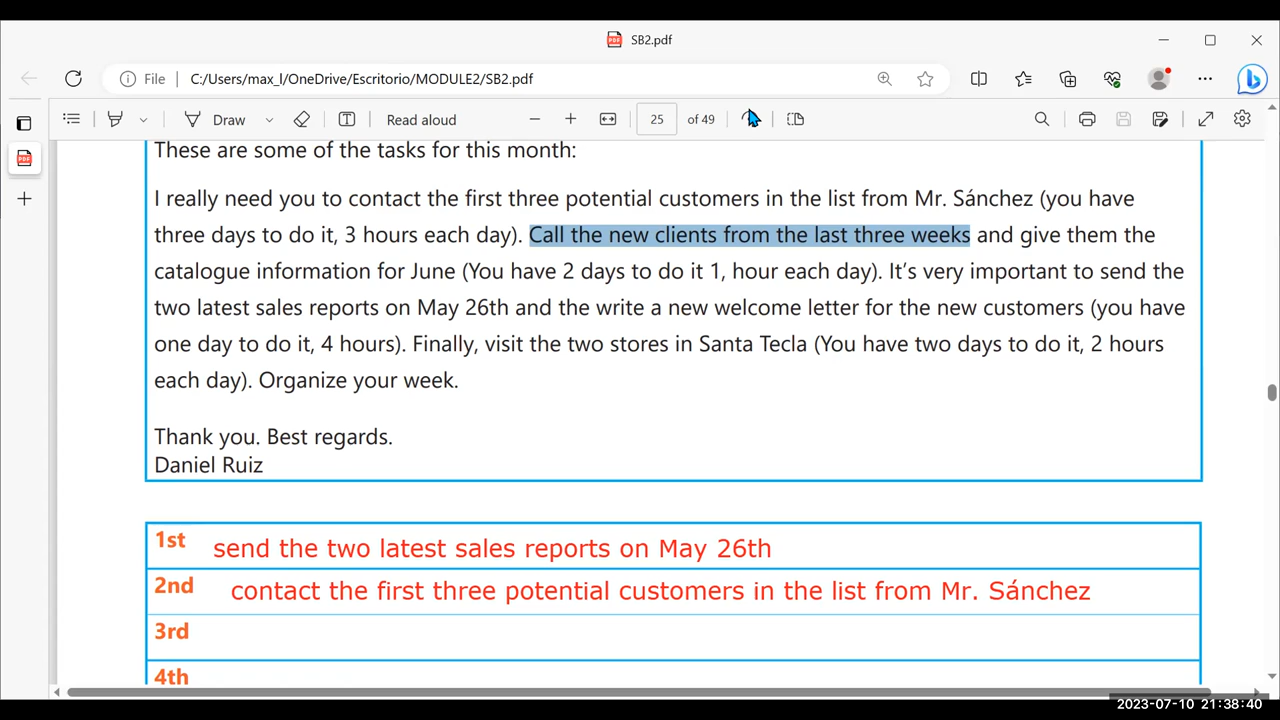 SB2.pdf
File C:/Users/max_l/OneDrive/Escritorio/MODULE2/SB2.pdf
Draw Read aloud 25 of 49
These are some of the tasks for this month:
I really need you to contact the first three potential customers in the list from Mr. Sánchez (you have
three days to do it, 3 hours each day). Call the new clients from the last three weeks and give them the
catalogue information for June (You have 2 days to do it 1, hour each day). It's very important to send the
two latest sales reports on May 26th and the write a new welcome letter for the new customers (you have
one day to do it, 4 hours). Finally, visit the two stores in Santa Tecla (You have two days to do it, 2 hours
each day). Organize your week.
Thank you. Best regards.
Daniel Ruiz
1st send the two latest sales reports on May 26th
2nd contact the first three potential customers in the list from Mr. Sánchez
3rd
4th
2023-07-10 21:38:40